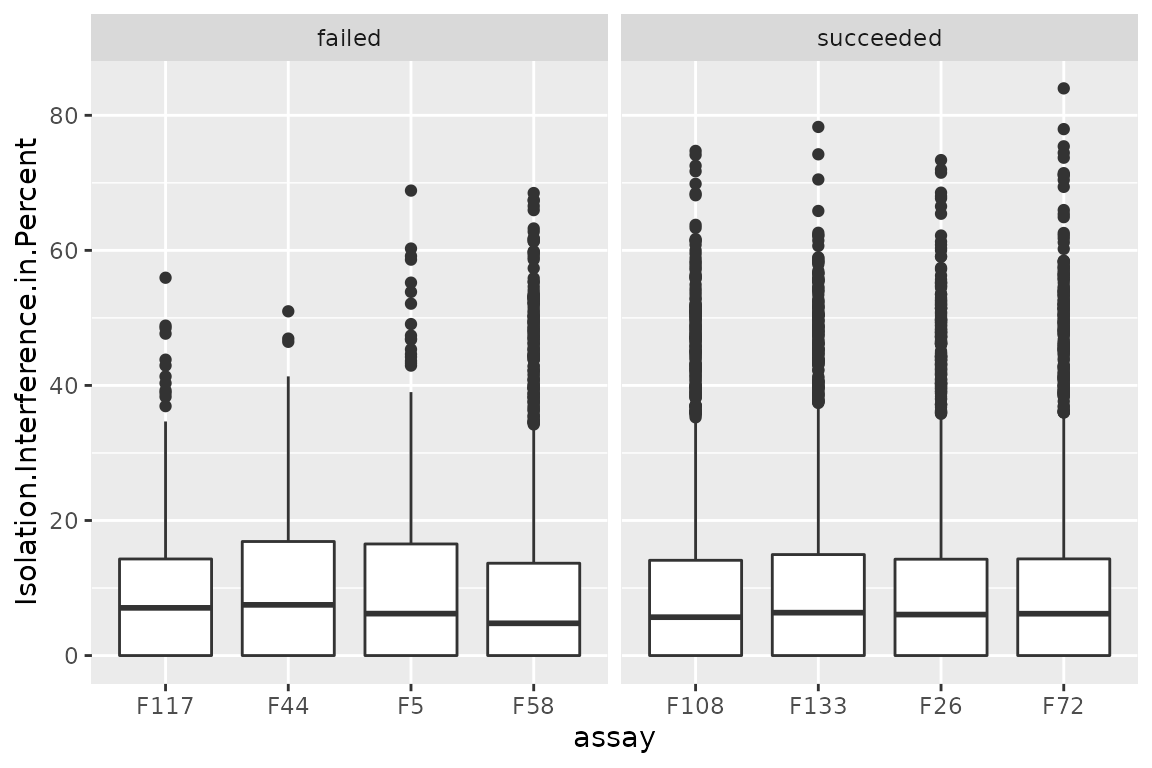 failed succeeded
Isolation.Interference.in.Percent
80
60
40
20
0
F117 F44 F5 F58 F108 F133 F26 F72
assay